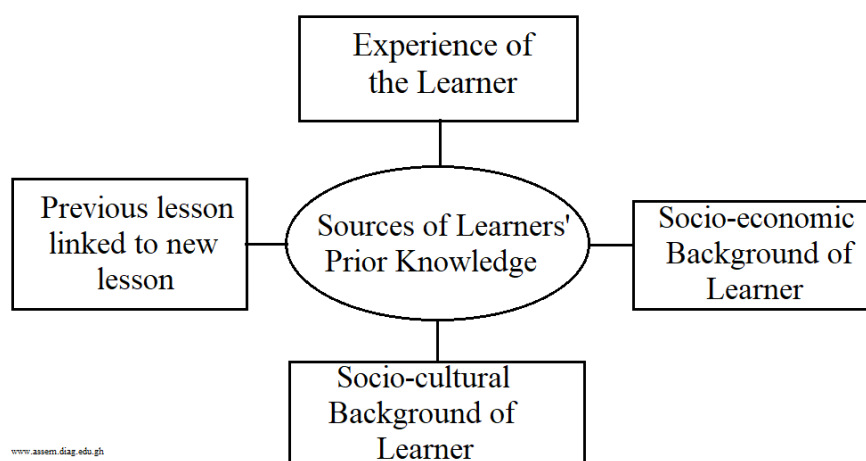 Experience of
the Learner
Previous lesson
linked to new
lesson
Sources of Learners'
Prior Knowledge
Socio-economic
Background of
Learner
Socio-cultural
Background of
Learner
www.assem.diag.edu.gh